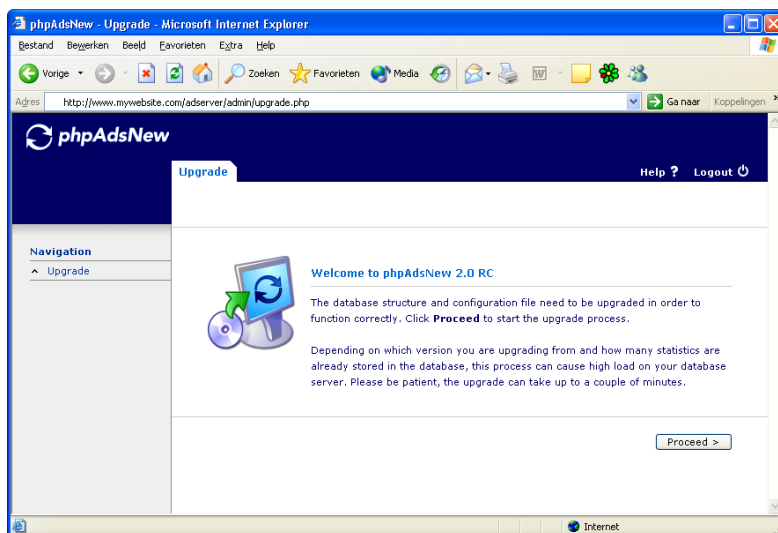 phpAdsNew - Upgrade - Microsoft Internet Explorer
Bestand Bewerken Beeld Favorieten Extra Help
Vorige Zoeken Favorieten Media
Adres http://www.mywebsite.com/adserver/admin/upgrade.php Ga naar Koppelingen »
phpAdsNew
Upgrade Help ? Logout
Navigation
Upgrade
Welcome to phpAdsNew 2.0 RC
The database structure and configuration file need to be upgraded in order to
function correctly. Click Proceed to start the upgrade process.
Depending on which version you are upgrading from and how many statistics are
already stored in the database, this process can cause high load on your database
server. Please be patient, the upgrade can take up to a couple of minutes.
Proceed >
Internet